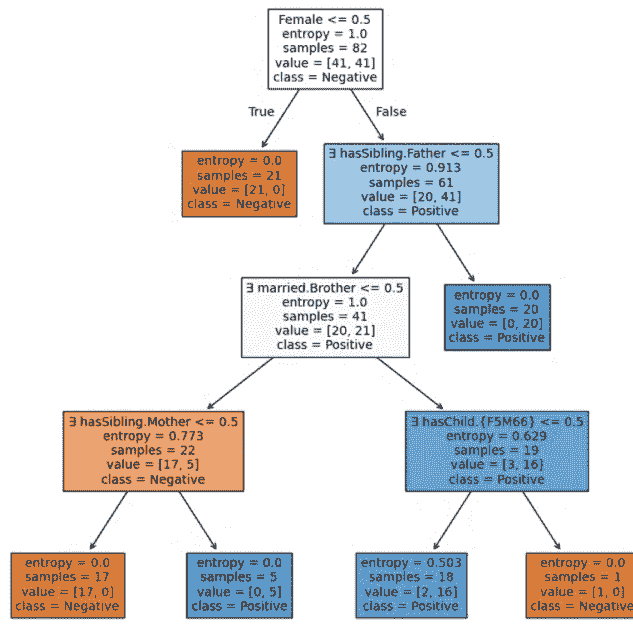 Female <= 0.5
entropy = 1.0
samples = 82
value = [41, 41]
class = Negative
True
False
entropy = 0.0
samples = 21
value = [21, 0]
class = Negative
∃ hasSibling.Father <= 0.5
entropy = 0.913
samples = 61
value = [20, 41]
class = Positive
∃ married.Brother <= 0.5
entropy = 1.0
samples = 41
value = [20, 21]
class = Positive
entropy = 0.0
samples = 20
value = [0, 20]
class = Positive
∃ hasSibling.Mother <= 0.5
entropy = 0.773
samples = 22
value = [17, 5]
class = Negative
∃ hasChild.{F5M66} <= 0.5
entropy = 0.629
samples = 19
value = [3, 16]
class = Positive
entropy = 0.0
samples = 17
value = [17, 0]
class = Negative
entropy = 0.0
samples = 5
value = [0, 5]
class = Positive
entropy = 0.503
samples = 18
value = [2, 16]
class = Positive
entropy = 0.0
samples = 1
value = [1, 0]
class = Negative